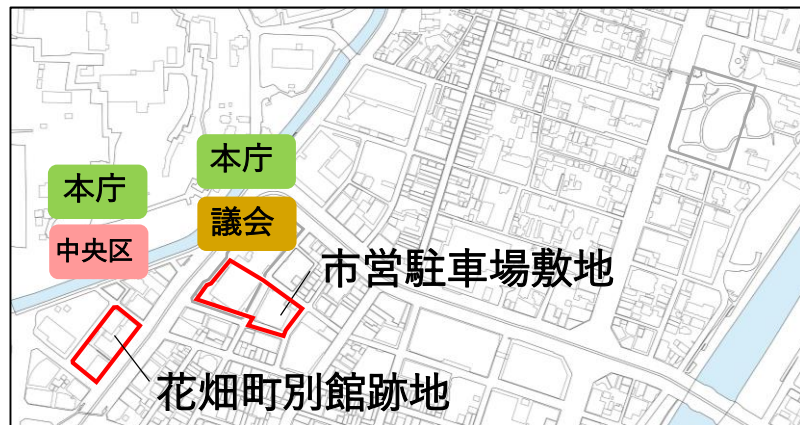 本庁
議会
本庁
中央区
市営駐車場敷地
花畑町別館跡地